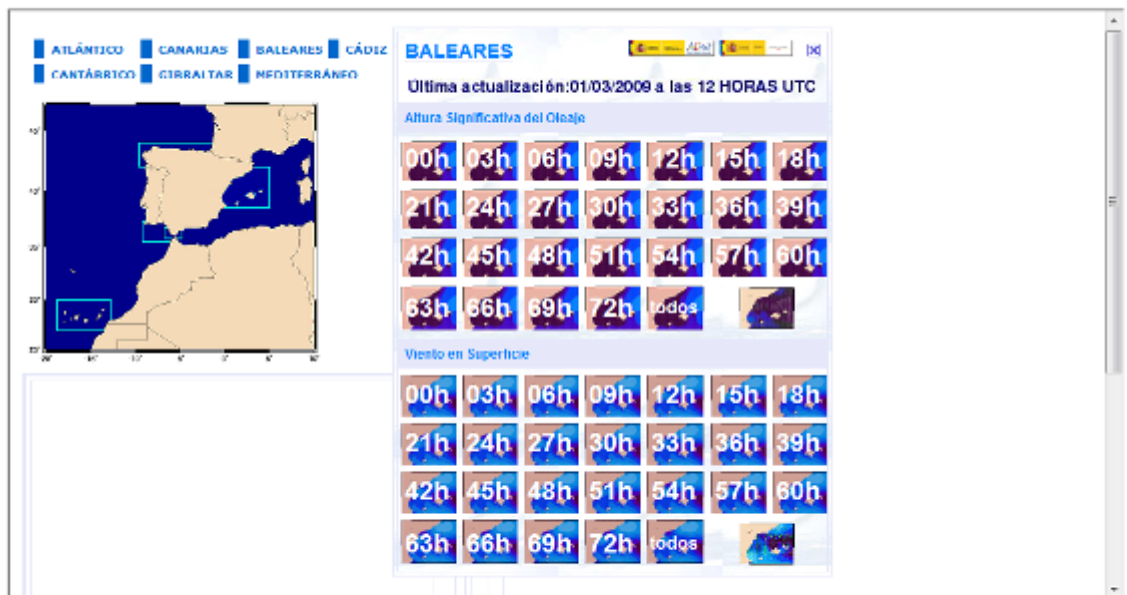 ATLÁNTICO CANARIAS BALEARES CÁDIZ
CANTÁBRICO GIBRALTAR MEDITERRÁNEO
BALEARES
Última actualización:01/03/2009 a las 12 HORAS UTC
Altura Significativa del Oleaje
00h 03h 06h 09h 12h 15h 18h
21h 24h 27h 30h 33h 36h 39h
42h 45h 48h 51h 54h 57h 60h
63h 66h 69h 72h todos
Viento en Superficie
00h 03h 06h 09h 12h 15h 18h
21h 24h 27h 30h 33h 36h 39h
42h 45h 48h 51h 54h 57h 60h
63h 66h 69h 72h todos